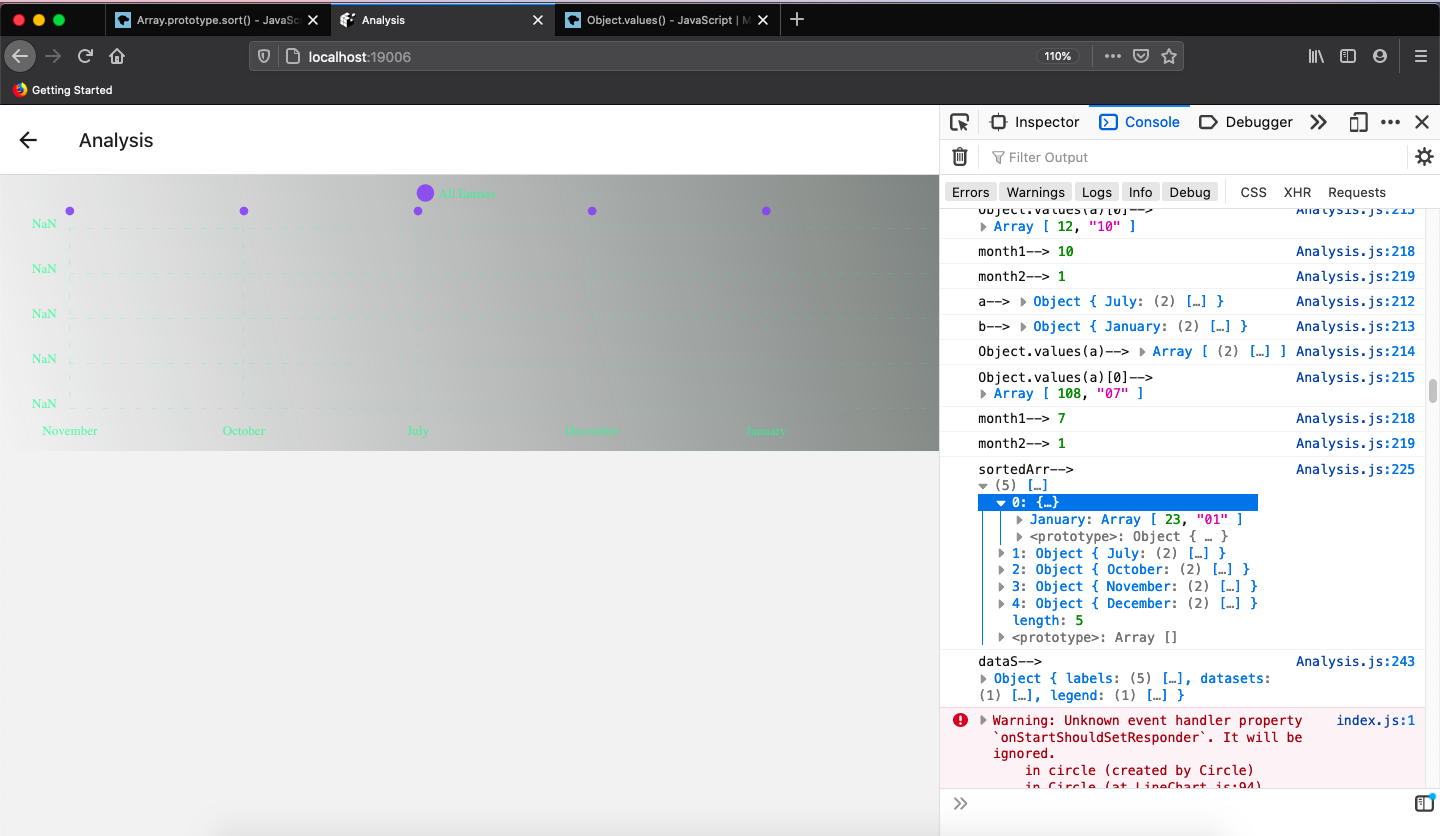 Array.prototype.sort() - JavaSc
Analysis
Object.values() - JavaScript | M
localhost:19006
110%
Getting Started
Analysis
Inspector
Console
Debugger
Filter Output
Errors
Warnings
Logs
Info
Debug
CSS
XHR
Requests
All Entries
NaN
NaN
NaN
NaN
NaN
November
October
July
December
January
Object.values(a)[0]--> Analysis.js:215
Array [ 12, "10" ]
month1--> 10 Analysis.js:218
month2--> 1 Analysis.js:219
a--> Object { July: (2) […] } Analysis.js:212
b--> Object { January: (2) […] } Analysis.js:213
Object.values(a)--> Array [ (2) […] ] Analysis.js:214
Object.values(a)[0]--> Analysis.js:215
Array [ 108, "07" ]
month1--> 7 Analysis.js:218
month2--> 1 Analysis.js:219
sortedArr--> Analysis.js:225
(5) […]
0: {…}
January: Array [ 23, "01" ]
<prototype>: Object { … }
1: Object { July: (2) […] }
2: Object { October: (2) […] }
3: Object { November: (2) […] }
4: Object { December: (2) […] }
length: 5
<prototype>: Array []
dataS--> Analysis.js:243
Object { labels: (5) […], datasets:
(1) […], legend: (1) […] }
Warning: Unknown event handler property index.js:1
`onStartShouldSetResponder`. It will be
ignored.
in circle (created by Circle)
in Circle (at LineChart.js:94)